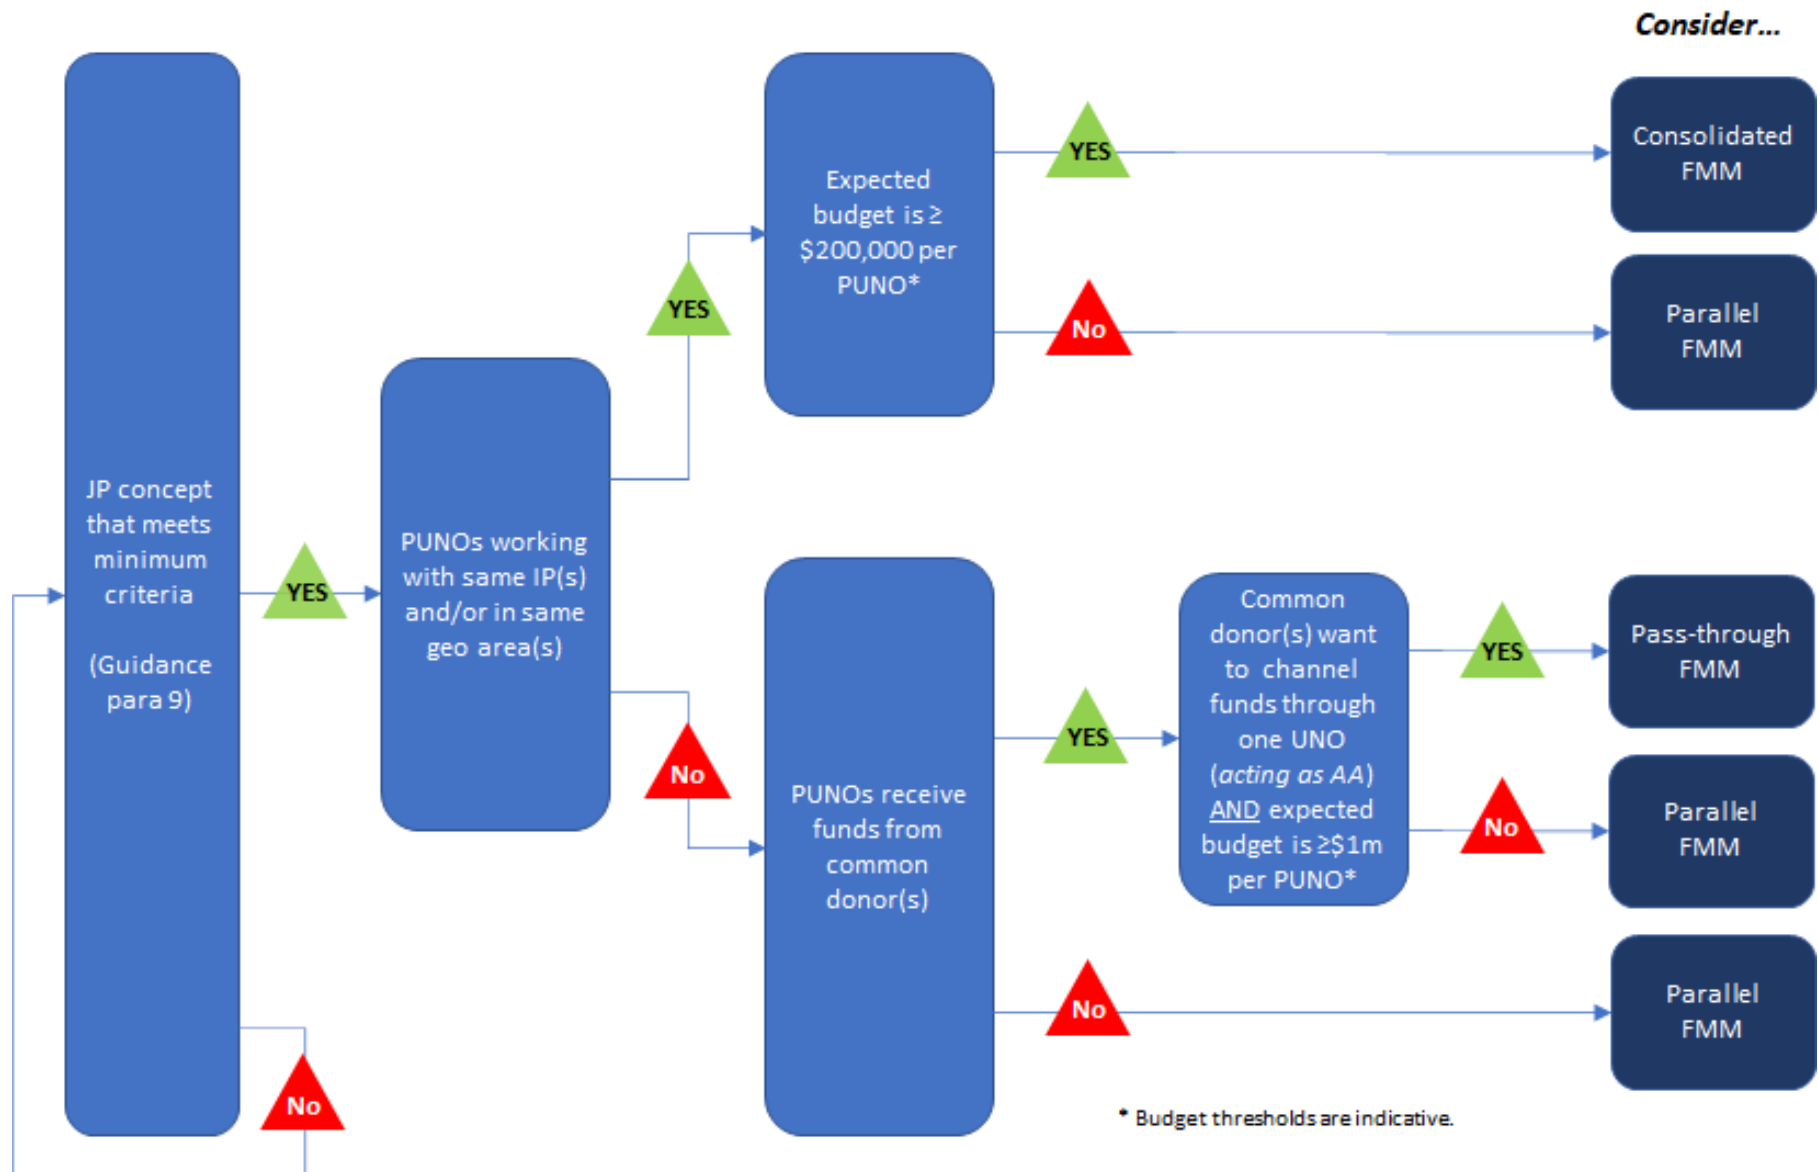 Consider...
JP concept
that meets
minimum
criteria
(Guidance
para 9)
YES
No
PUNOs working
with same IP(s)
and/or in same
geo area(s)
YES
No
Expected
budget is ≥
$200,000 per
PUNO*
YES
Consolidated
FMM
No
Parallel
FMM
PUNOs receive
funds from
common
donor(s)
YES
Common
donor(s) want
to channel
funds through
one UNO
(acting as AA)
AND expected
budget is ≥$1m
per PUNO*
YES
Pass-through
FMM
No
Parallel
FMM
No
Parallel
FMM
* Budget thresholds are indicative.